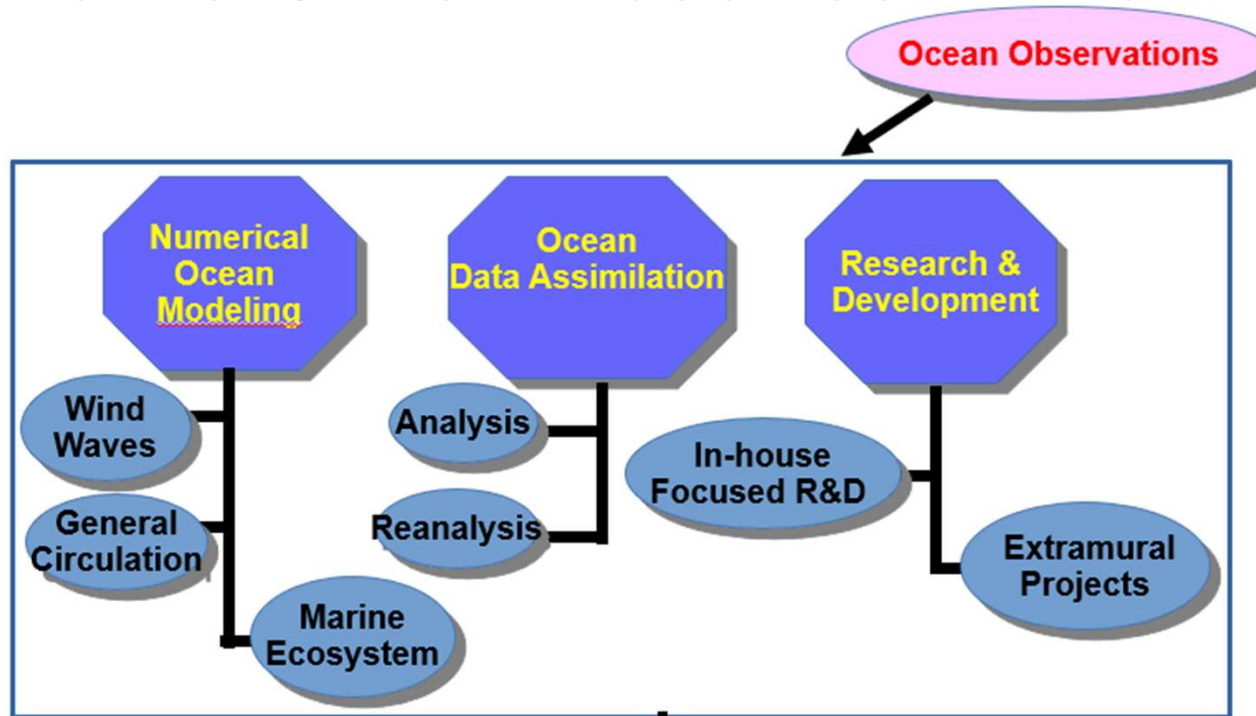 Ocean Observations
Numerical
Ocean
Modeling
Wind
Waves
General
Circulation
Marine
Ecosystem
Ocean
Data Assimilation
Analysis
Reanalysis
Research &
Development
In-house
Focused R&D
Extramural
Projects